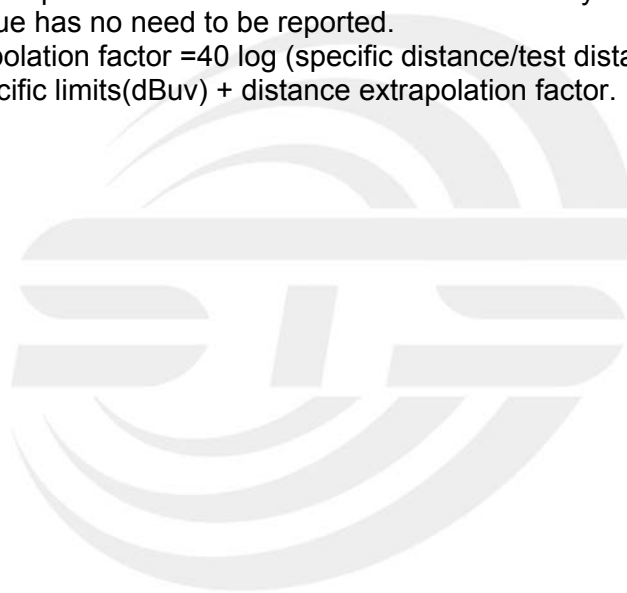 ue has no need to be reported.
polation factor =40 log (specific distance/test dista
cific limits(dBuv) + distance extrapolation factor.
STS